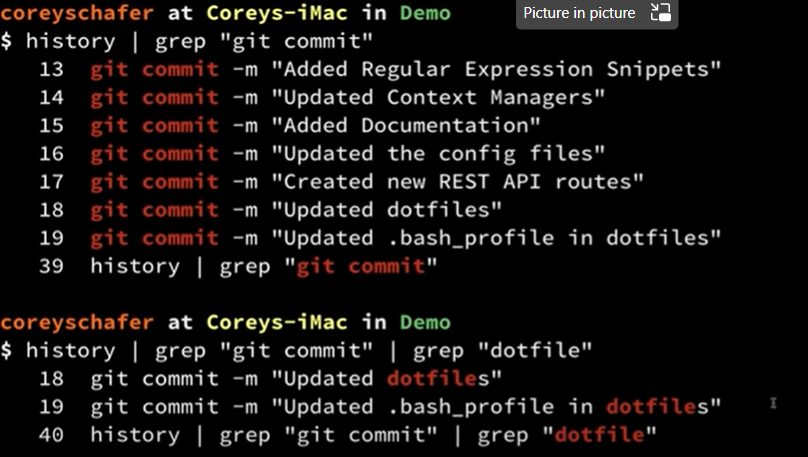 coreyschafer at Coreys-iMac in Demo
Picture in picture
$ history | grep "git commit"
13 git commit -m "Added Regular Expression Snippets"
14 git commit -m "Updated Context Managers"
15 git commit -m "Added Documentation"
16 git commit -m "Updated the config files"
17 git commit -m "Created new REST API routes"
18 git commit -m "Updated dotfiles"
19 git commit -m "Updated .bash_profile in dotfiles"
39 history | grep "git commit"
coreyschafer at Coreys-iMac in Demo
$ history | grep "git commit" | grep "dotfile"
18 git commit -m "Updated dotfiles"
19 git commit -m "Updated .bash_profile in dotfiles"
40 history | grep "git commit" | grep "dotfile"